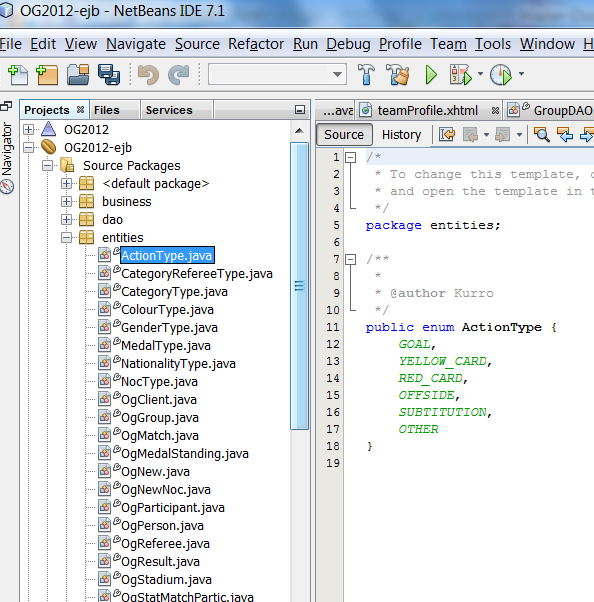 OG2012-ejb - NetBeans IDE 7.1
File Edit View Navigate Source Refactor Run Debug Profile Team Tools Window
Projects Files Services
Navigator
OG2012
OG2012-ejb
Source Packages
<default package>
business
dao
entities
ActionType.java
CategoryRefereeType.java
CategoryType.java
ColourType.java
GenderType.java
MedalType.java
NationalityType.java
NocType.java
OgClient.java
OgGroup.java
OgMatch.java
OgMedalStanding.java
OgNew.java
OgNewNoc.java
OgParticipant.java
OgPerson.java
OgReferee.java
OgResult.java
OgStadium.java
OgStatMatchPartic.java
...ava teamProfile.xhtml GroupDAO
Source History
1 /*
2 * To change this template,
3 * and open the template in
4 */
5 package entities;
6
7 /**
8 *
9 * @author Kurro
10 */
11 public enum ActionType {
12 GOAL,
13 YELLOW_CARD,
14 RED_CARD,
15 OFFSIDE,
16 SUBTITUTION,
17 OTHER
18 }
19